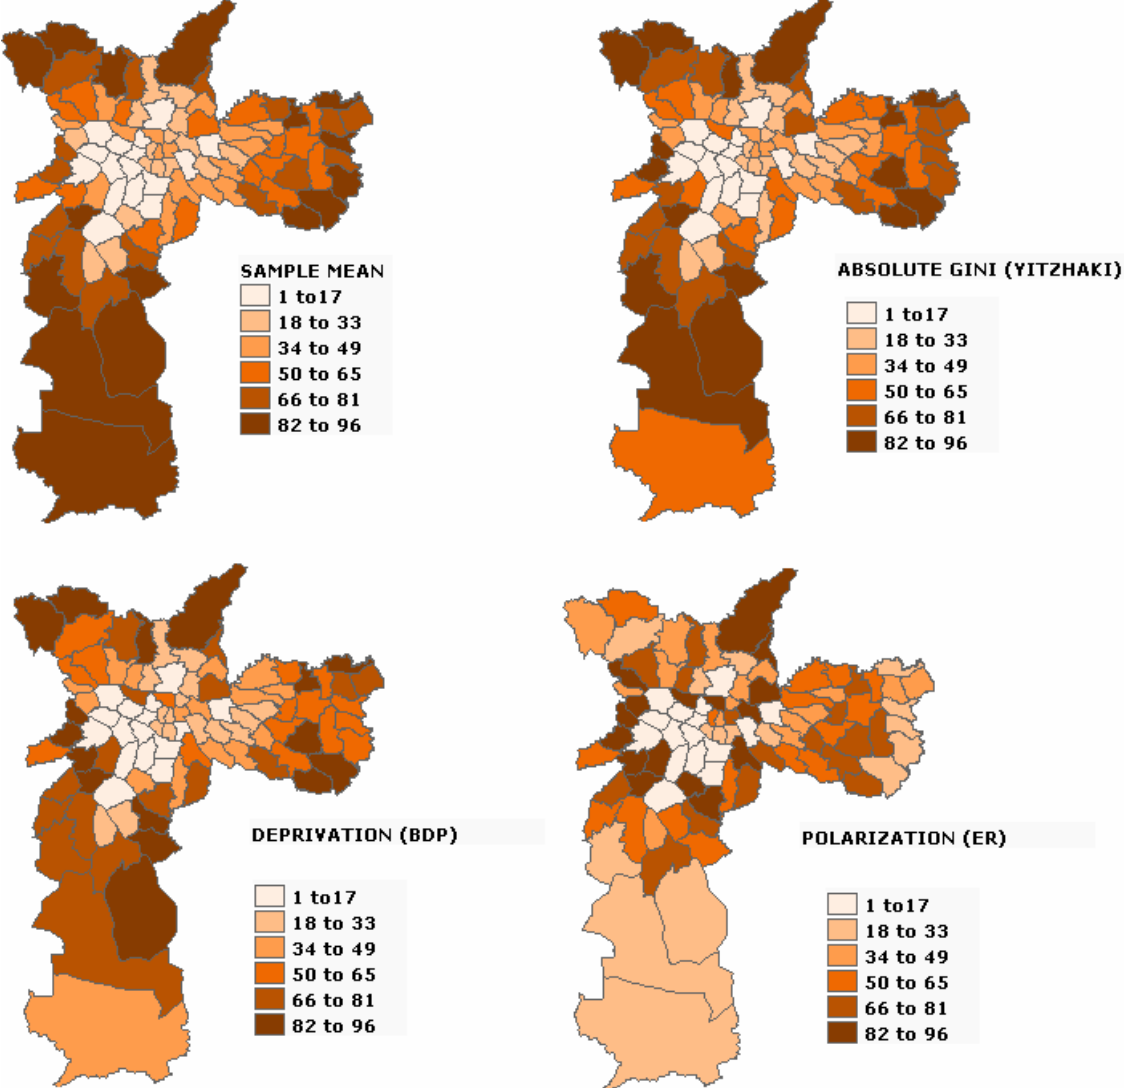 SAMPLE MEAN
1 to17
18 to 33
34 to 49
50 to 65
66 to 81
82 to 96
ABSOLUTE GINI (YITZHAKI)
1 to17
18 to 33
34 to 49
50 to 65
66 to 81
82 to 96
DEPRIVATION (BDP)
1 to17
18 to 33
34 to 49
50 to 65
66 to 81
82 to 96
POLARIZATION (ER)
1 to17
18 to 33
34 to 49
50 to 65
66 to 81
82 to 96